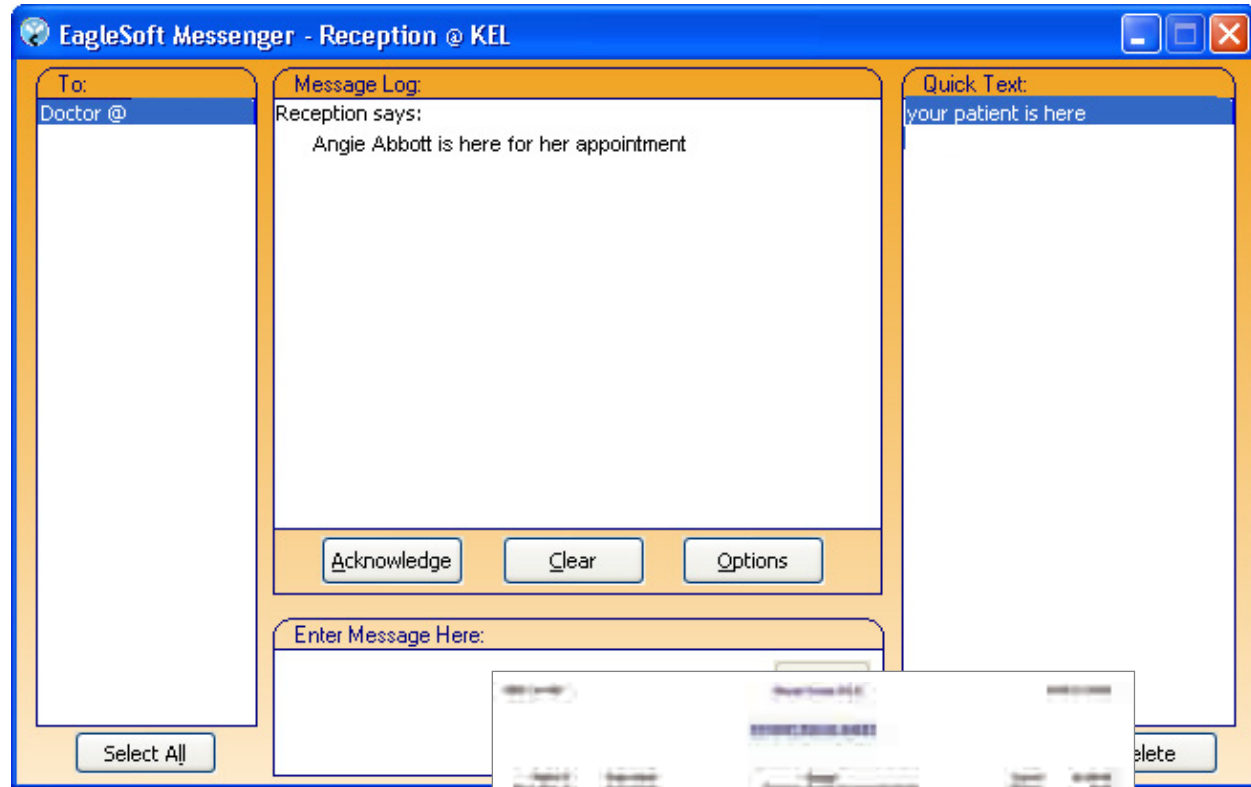 EagleSoft Messenger - Reception @ KEL
To:
Doctor @
Select All
Message Log:
Reception says:
Angie Abbott is here for her appointment
Acknowledge
Clear
Options
Enter Message Here:
Quick Text:
your patient is here